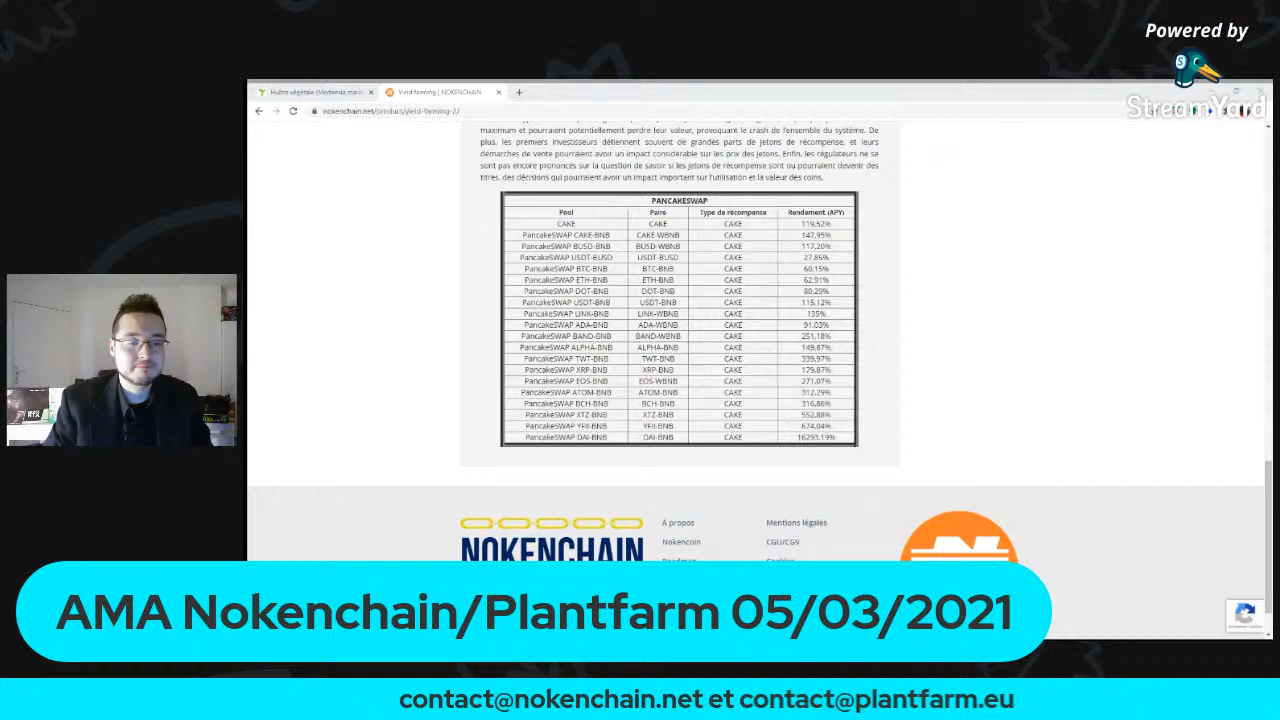 Powered by
StreamYard
Huître végétale (Mertensia mari
Yield farming | NOKENCHAIN
nokenchain.net/product/yield-farming-2/
maximum et pourraient potentiellement perdre leur valeur, provoquant le crash de l'ensemble du système. De
plus, les premiers investisseurs détiennent souvent de grandes parts de jetons de récompense, et leurs
démarches de vente pourraient avoir un impact considérable sur les prix des jetons. Enfin, les régulateurs ne se
sont pas encore prononcés sur la question de savoir si les jetons de récompense sont ou pourraient devenir des
titres, des décisions qui pourraient avoir un impact important sur l'utilisation et la valeur des coins.
PANCAKESWAP
Pool Paire Type de récompense Rendement (APY)
CAKE CAKE CAKE 119,52%
PancakeSWAP CAKE-BNB CAKE-WBNB CAKE 147,95%
PancakeSWAP BUSD-BNB BUSD-WBNB CAKE 117,20%
PancakeSWAP USDT-BUSD USDT-BUSD CAKE 27,85%
PancakeSWAP BTC-BNB BTC-BNB CAKE 60,15%
PancakeSWAP ETH-BNB ETH-BNB CAKE 62,91%
PancakeSWAP DOT-BNB DOT-BNB CAKE 80,29%
PancakeSWAP USDT-BNB USDT-BNB CAKE 115,12%
PancakeSWAP LINK-BNB LINK-WBNB CAKE 135%
PancakeSWAP ADA-BNB ADA-WBNB CAKE 91,03%
PancakeSWAP BAND-BNB BAND-WBNB CAKE 251,18%
PancakeSWAP ALPHA-BNB ALPHA-BNB CAKE 149,87%
PancakeSWAP TWT-BNB TWT-BNB CAKE 339,97%
PancakeSWAP XRP-BNB XRP-BNB CAKE 179,87%
PancakeSWAP EOS-BNB EOS-WBNB CAKE 271,07%
PancakeSWAP ATOM-BNB ATOM-BNB CAKE 312,29%
PancakeSWAP BCH-BNB BCH-BNB CAKE 316,86%
PancakeSWAP XTZ-BNB XTZ-BNB CAKE 552,88%
PancakeSWAP YFII-BNB YFII-BNB CAKE 674,04%
PancakeSWAP DAI-BNB DAI-BNB CAKE 16293,19%
NOKENCHAIN
A propos Mentions légales
Nokencoin CGU/CGV
AMA Nokenchain/Plantfarm 05/03/2021
contact@nokenchain.net et contact@plantfarm.eu